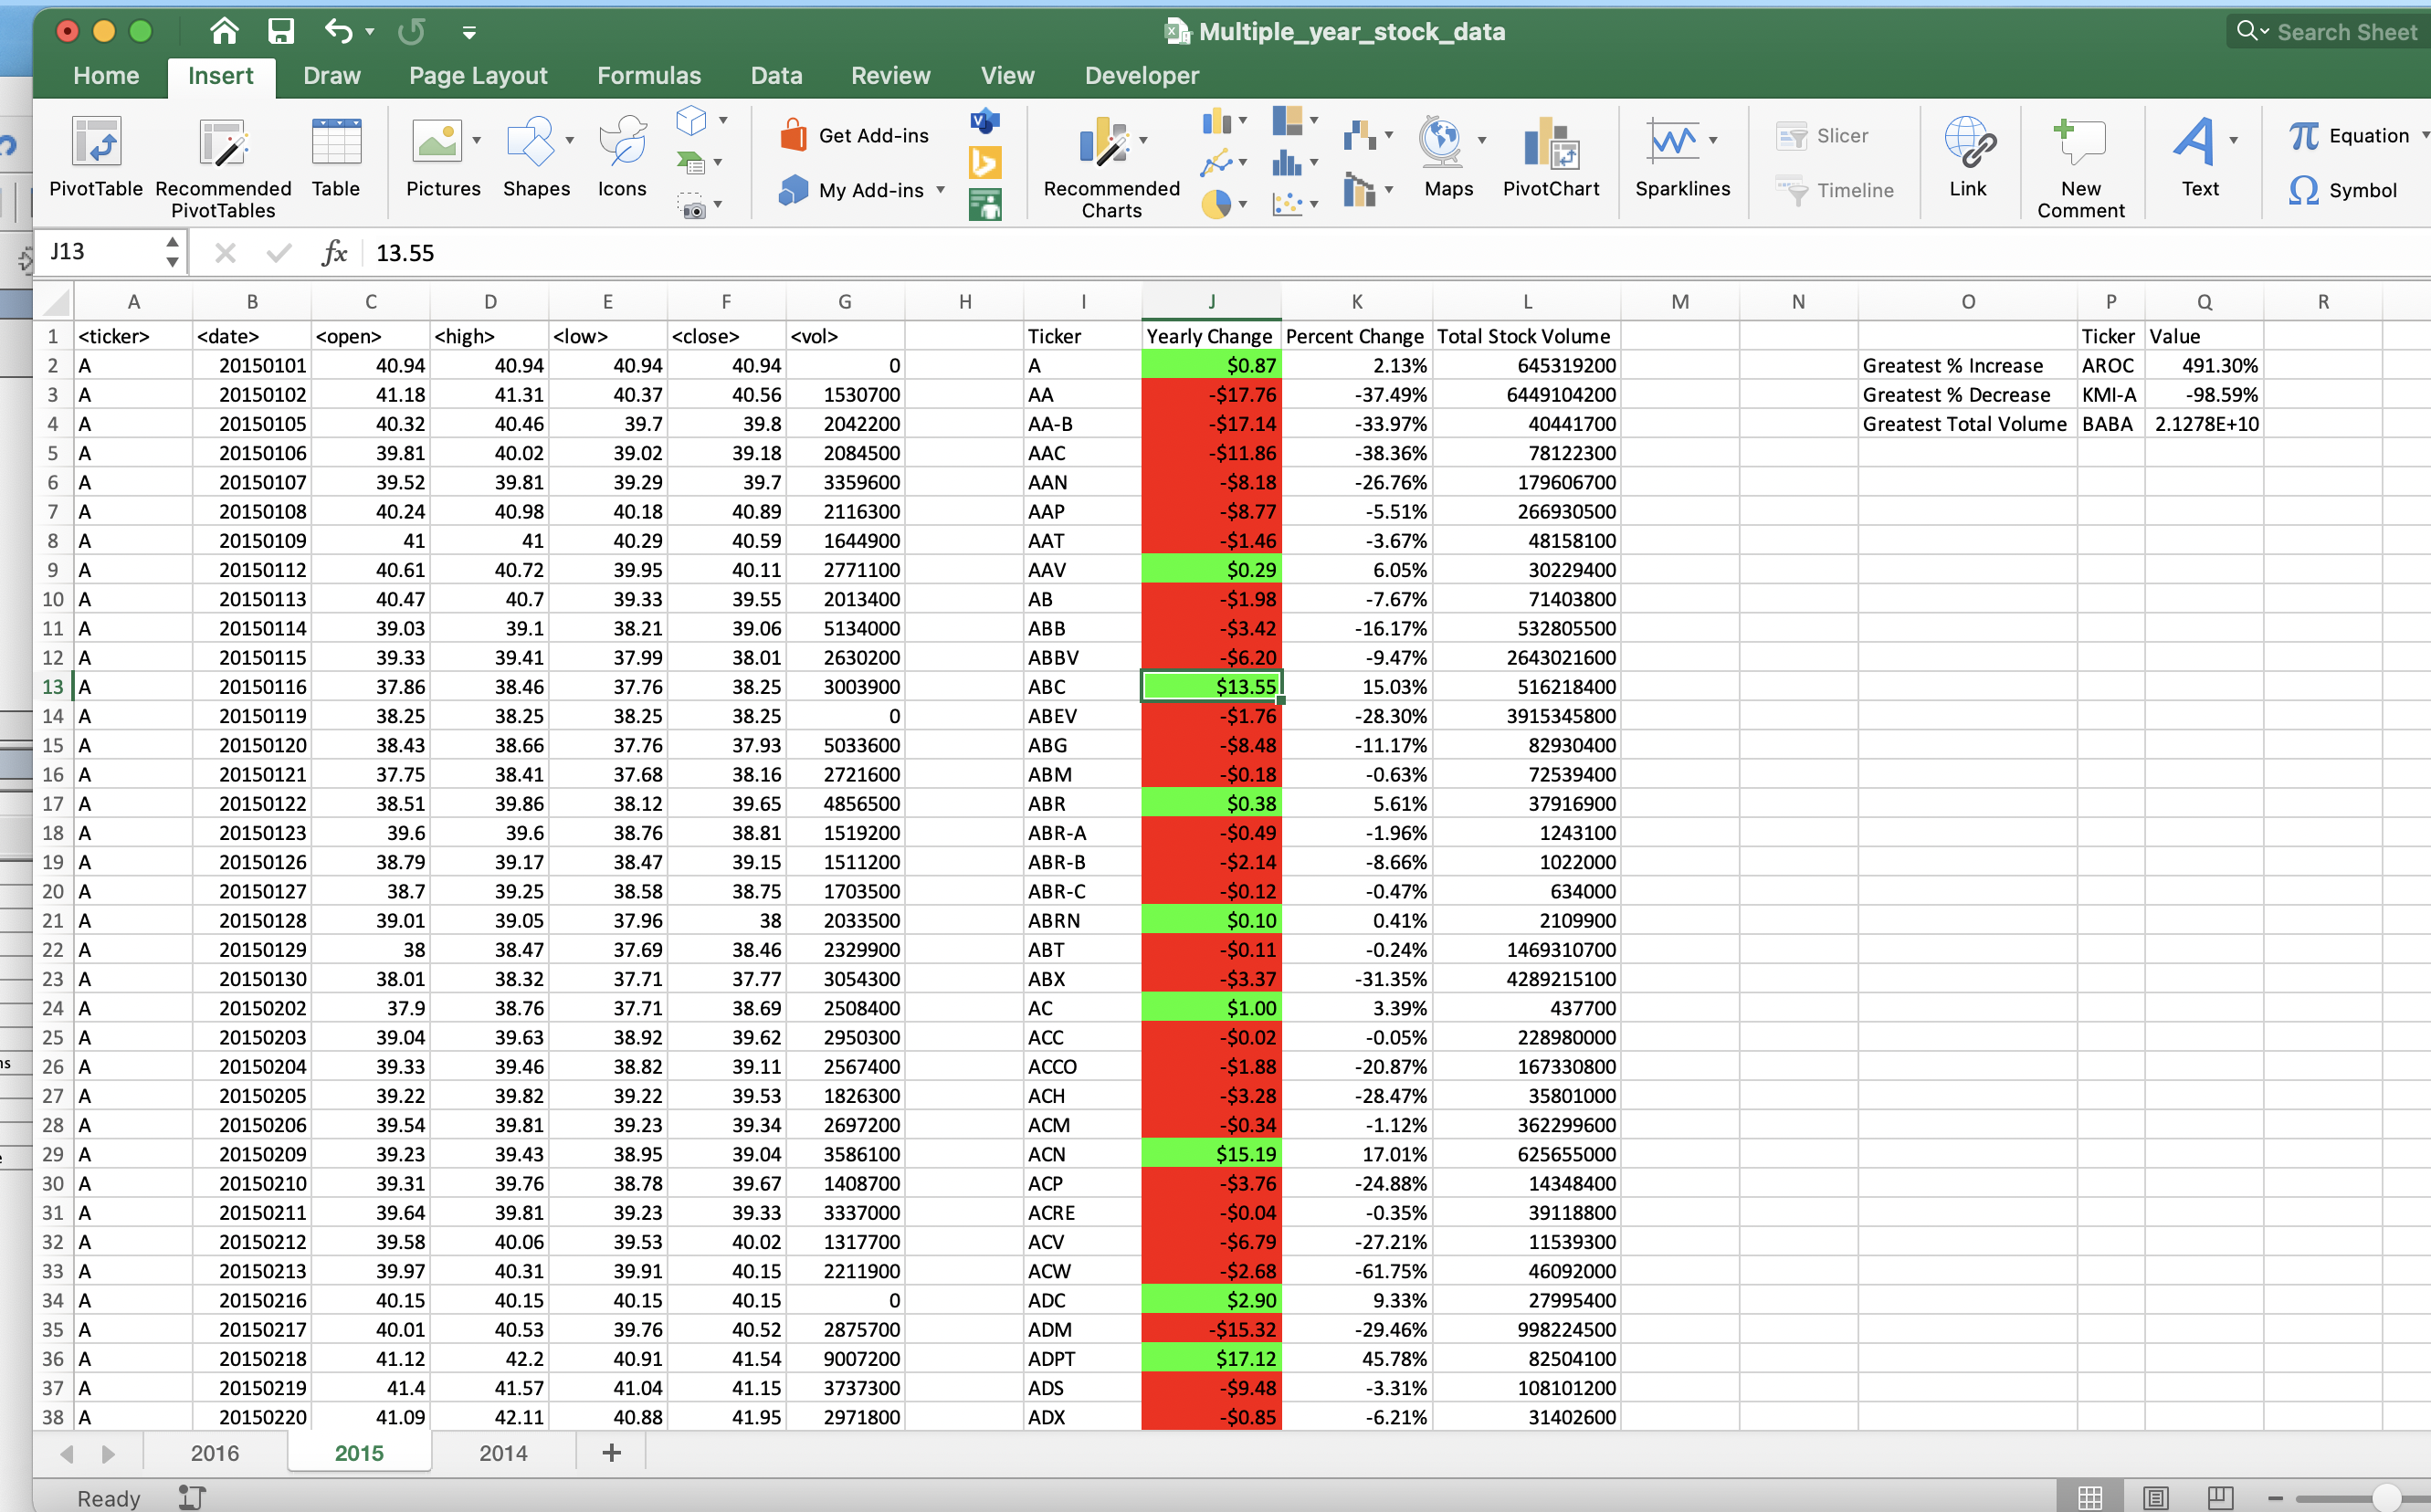 Multiple_year_stock_data
Search Sheet
Home Insert Draw Page Layout Formulas Data Review View Developer
PivotTable Recommended PivotTables Table Pictures Shapes Icons Get Add-ins My Add-ins Recommended Charts Maps PivotChart Sparklines Slicer Timeline Link New Comment Text Equation Symbol
J13 fx 13.55
A B C D E F G H I J K L M N O P Q R
1 <ticker> <date> <open> <high> <low> <close> <vol> Ticker Yearly Change Percent Change Total Stock Volume Ticker Value
2 A 20150101 40.94 40.94 40.94 40.94 0 A $0.87 2.13% 645319200 Greatest % Increase AROC 491.30%
3 A 20150102 41.18 41.31 40.37 40.56 1530700 AA -$17.76 -37.49% 6449104200 Greatest % Decrease KMI-A -98.59%
4 A 20150105 40.32 40.46 39.7 39.8 2042200 AA-B -$17.14 -33.97% 40441700 Greatest Total Volume BABA 2.1278E+10
5 A 20150106 39.81 40.02 39.02 39.18 2084500 AAC -$11.86 -38.36% 78122300
6 A 20150107 39.52 39.81 39.29 39.7 3359600 AAN -$8.18 -26.76% 179606700
7 A 20150108 40.24 40.98 40.18 40.89 2116300 AAP -$8.77 -5.51% 266930500
8 A 20150109 41 41 40.29 40.59 1644900 AAT -$1.46 -3.67% 48158100
9 A 20150112 40.61 40.72 39.95 40.11 2771100 AAV $0.29 6.05% 30229400
10 A 20150113 40.47 40.7 39.33 39.55 2013400 AB -$1.98 -7.67% 71403800
11 A 20150114 39.03 39.1 38.21 39.06 5134000 ABB -$3.42 -16.17% 532805500
12 A 20150115 39.33 39.41 37.99 38.01 2630200 ABBV -$6.20 -9.47% 2643021600
13 A 20150116 37.86 38.46 37.76 38.25 3003900 ABC $13.55 15.03% 516218400
14 A 20150119 38.25 38.25 38.25 38.25 0 ABEV -$1.76 -28.30% 3915345800
15 A 20150120 38.43 38.66 37.76 37.93 5033600 ABG -$8.48 -11.17% 82930400
16 A 20150121 37.75 38.41 37.68 38.16 2721600 ABM -$0.18 -0.63% 72539400
17 A 20150122 38.51 39.86 38.12 39.65 4856500 ABR $0.38 5.61% 37916900
18 A 20150123 39.6 39.6 38.76 38.81 1519200 ABR-A -$0.49 -1.96% 1243100
19 A 20150126 38.79 39.17 38.47 39.15 1511200 ABR-B -$2.14 -8.66% 1022000
20 A 20150127 38.7 39.25 38.58 38.75 1703500 ABR-C -$0.12 -0.47% 634000
21 A 20150128 39.01 39.05 37.96 38 2033500 ABRN $0.10 0.41% 2109900
22 A 20150129 38 38.47 37.69 38.46 2329900 ABT -$0.11 -0.24% 1469310700
23 A 20150130 38.01 38.32 37.71 37.77 3054300 ABX -$3.37 -31.35% 4289215100
24 A 20150202 37.9 38.76 37.71 38.69 2508400 AC $1.00 3.39% 437700
25 A 20150203 39.04 39.63 38.92 39.62 2950300 ACC -$0.02 -0.05% 228980000
26 A 20150204 39.33 39.46 38.82 39.11 2567400 ACCO -$1.88 -20.87% 167330800
27 A 20150205 39.22 39.82 39.22 39.53 1826300 ACH -$3.28 -28.47% 35801000
28 A 20150206 39.54 39.81 39.23 39.34 2697200 ACM -$0.34 -1.12% 362299600
29 A 20150209 39.23 39.43 38.95 39.04 3586100 ACN $15.19 17.01% 625655000
30 A 20150210 39.31 39.76 38.78 39.67 1408700 ACP -$3.76 -24.88% 14348400
31 A 20150211 39.64 39.81 39.23 39.33 3337000 ACRE -$0.04 -0.35% 39118800
32 A 20150212 39.58 40.06 39.53 40.02 1317700 ACV -$6.79 -27.21% 11539300
33 A 20150213 39.97 40.31 39.91 40.15 2211900 ACW -$2.68 -61.75% 46092000
34 A 20150216 40.15 40.15 40.15 40.15 0 ADC $2.90 9.33% 27995400
35 A 20150217 40.01 40.53 39.76 40.52 2875700 ADM -$15.32 -29.46% 998224500
36 A 20150218 41.12 42.2 40.91 41.54 9007200 ADPT $17.12 45.78% 82504100
37 A 20150219 41.4 41.57 41.04 41.15 3737300 ADS -$9.48 -3.31% 108101200
38 A 20150220 41.09 42.11 40.88 41.95 2971800 ADX -$0.85 -6.21% 31402600
2016 2015 2014 +
Ready